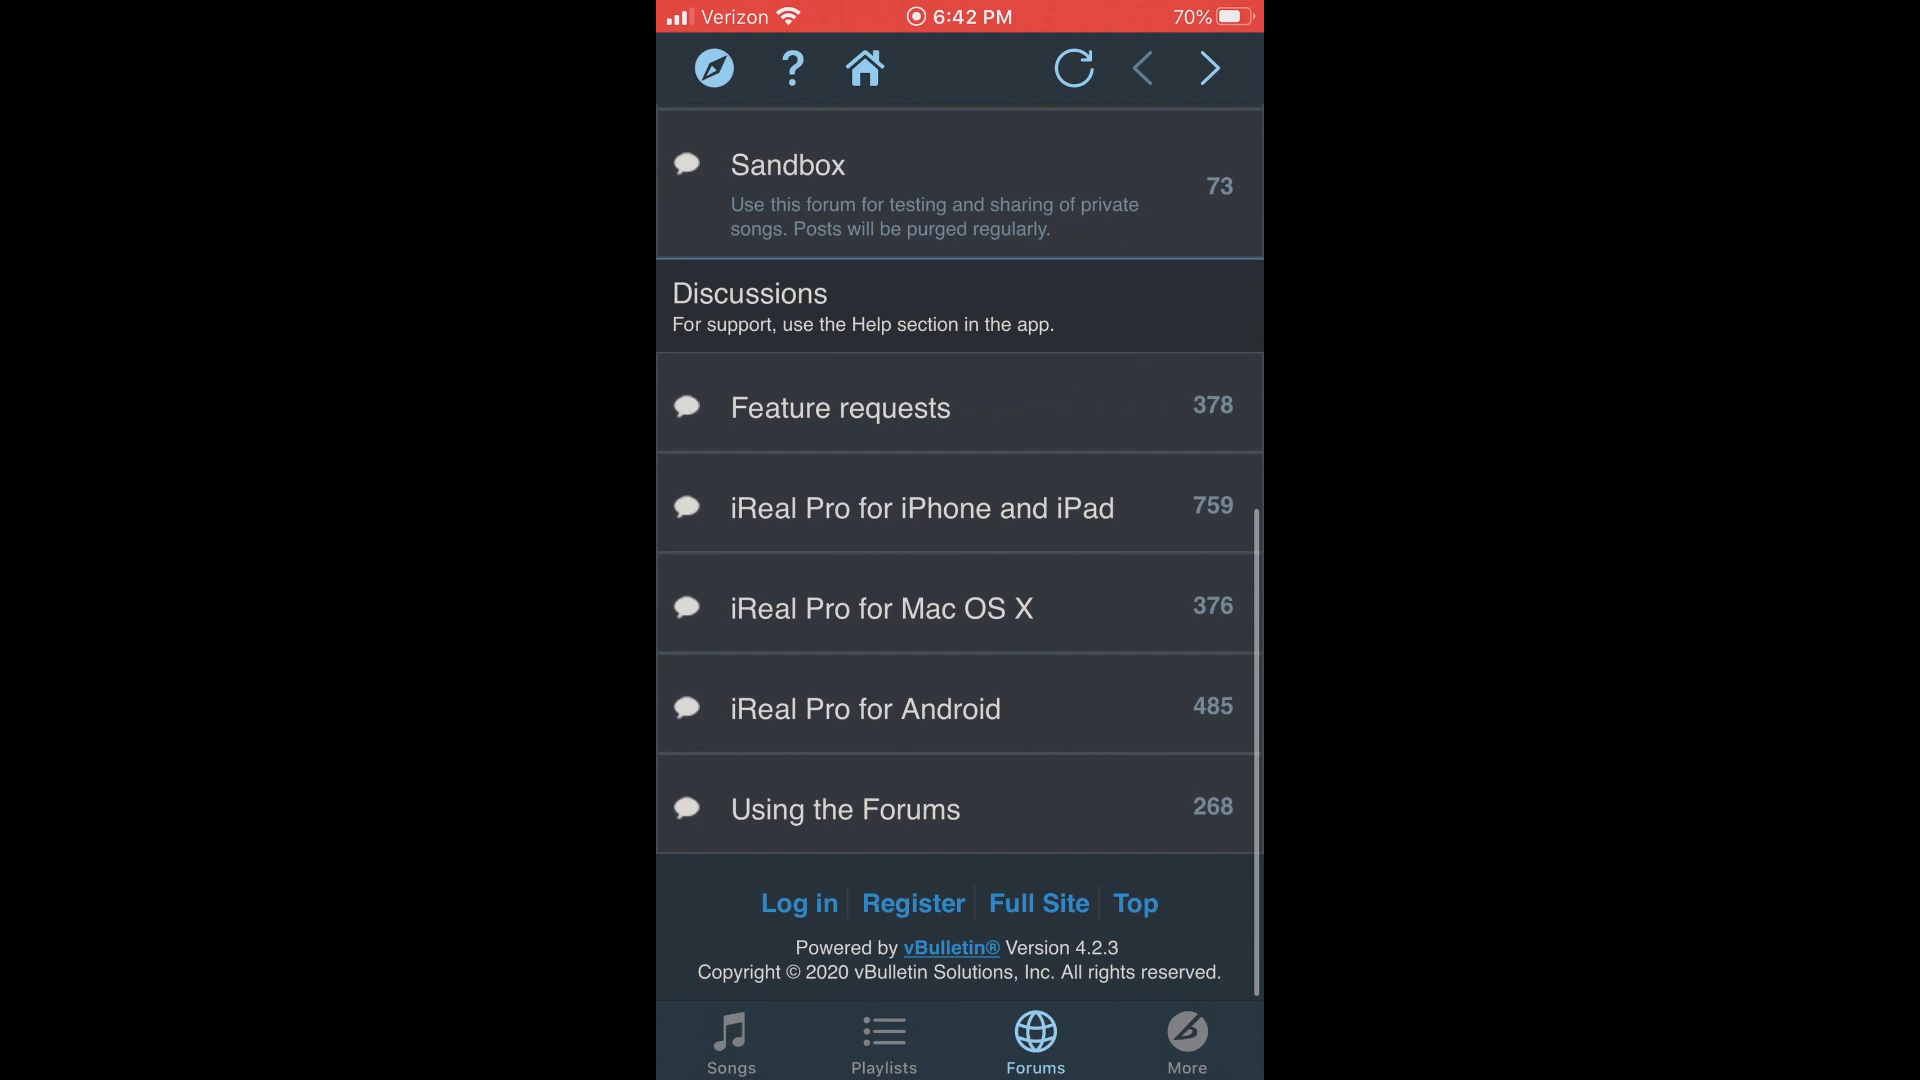 Verizon 6:42 PM 70%
?
Sandbox
73
Use this forum for testing and sharing of private
songs. Posts will be purged regularly.
Discussions
For support, use the Help section in the app.
Feature requests 378
iReal Pro for iPhone and iPad 759
iReal Pro for Mac OS X 376
iReal Pro for Android 485
Using the Forums 268
Log in Register Full Site Top
Powered by vBulletin® Version 4.2.3
Copyright © 2020 vBulletin Solutions, Inc. All rights reserved.
Songs Playlists Forums More